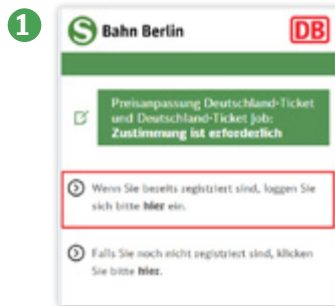 1
S Bahn Berlin
DB
Preisanpassung Deutschland-Ticket
und Deutschland-Ticket Job:
Zustimmung ist erforderlich
Wenn Sie bereits registriert sind, loggen Sie
sich bitte hier ein.
Falls Sie noch nicht registriert sind, klicken
Sie bitte hier.